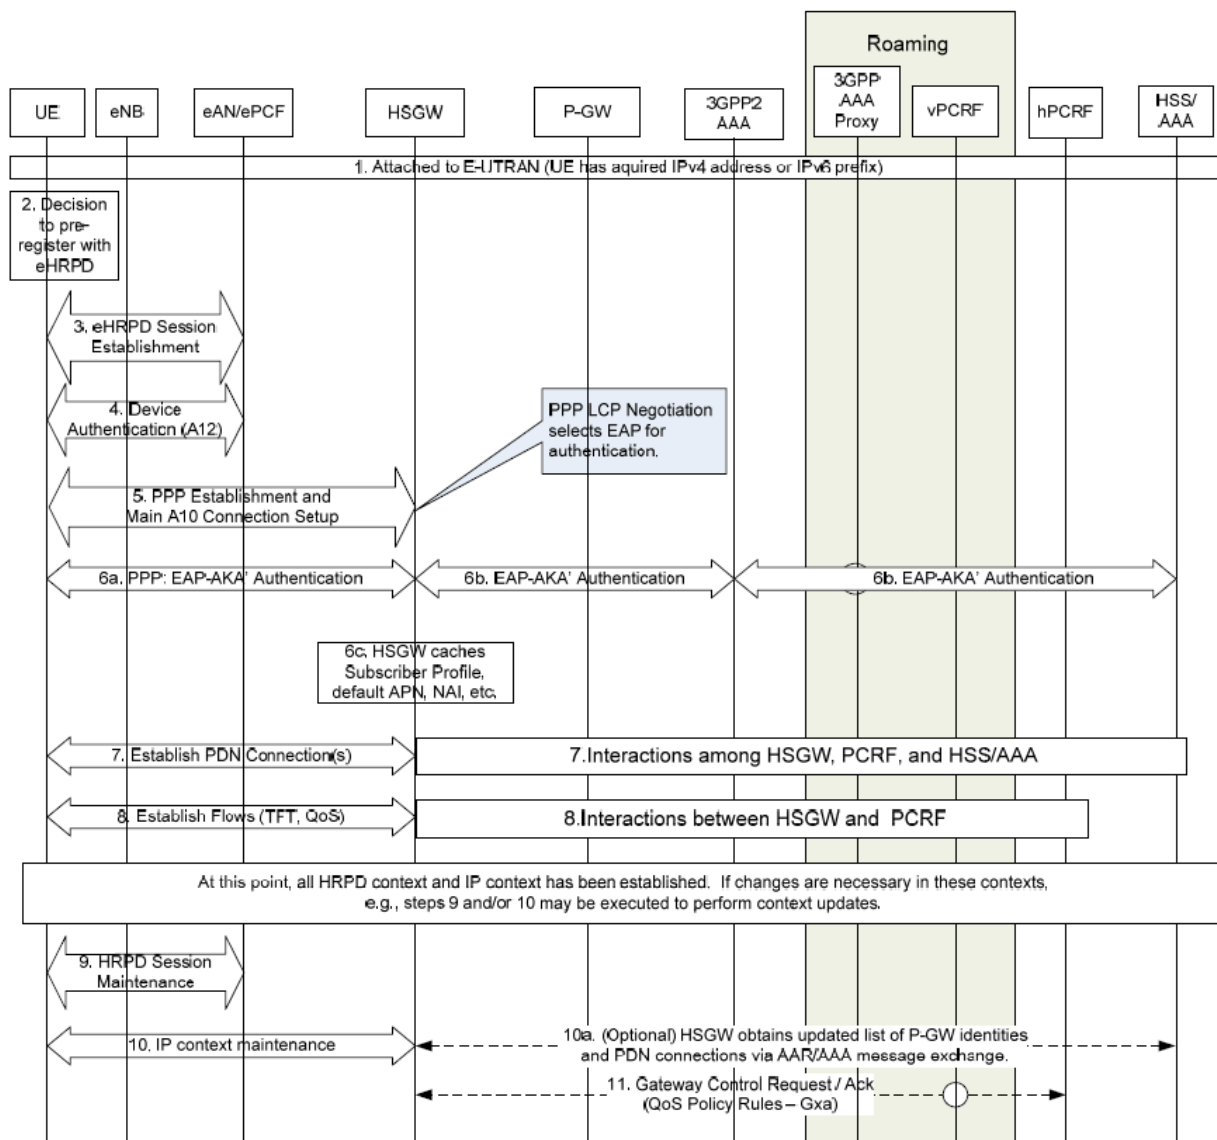 Roaming
UE
eNB
eAN/ePCF
HSGW
P-GW
3GPP2
AAA
3GPP
AAA
Proxy
vPCRF
hPCRF
HSS/
AAA
1. Attached to E-UTRAN (UE has aquired IPv4 address or IPv6 prefix)
2. Decision
to pre-
register with
eHRPD
3. eHRPD Session
Establishment
4. Device
Authentication (A12)
PPP LCP Negotiation
selects EAP for
authentication.
5. PPP Establishment and
Main A10 Connection Setup
6a. PPP: EAP-AKA' Authentication
6b. EAP-AKA' Authentication
6b. EAP-AKA' Authentication
6c. HSGW caches
Subscriber Profile,
default APN, NAI, etc.
7. Establish PDN Connection(s)
7.Interactions among HSGW, PCRF, and HSS/AAA
8. Establish Flows (TFT, QoS)
8.Interactions between HSGW and PCRF
At this point, all HRPD context and IP context has been established. If changes are necessary in these contexts,
e.g., steps 9 and/or 10 may be executed to perform context updates.
9. HRPD Session
Maintenance
10. IP context maintenance
10a. (Optional) HSGW obtains updated list of P-GW identities
and PDN connections via AAR/AAA message exchange.
11. Gateway Control Request / Ack
(QoS Policy Rules – Gxa)